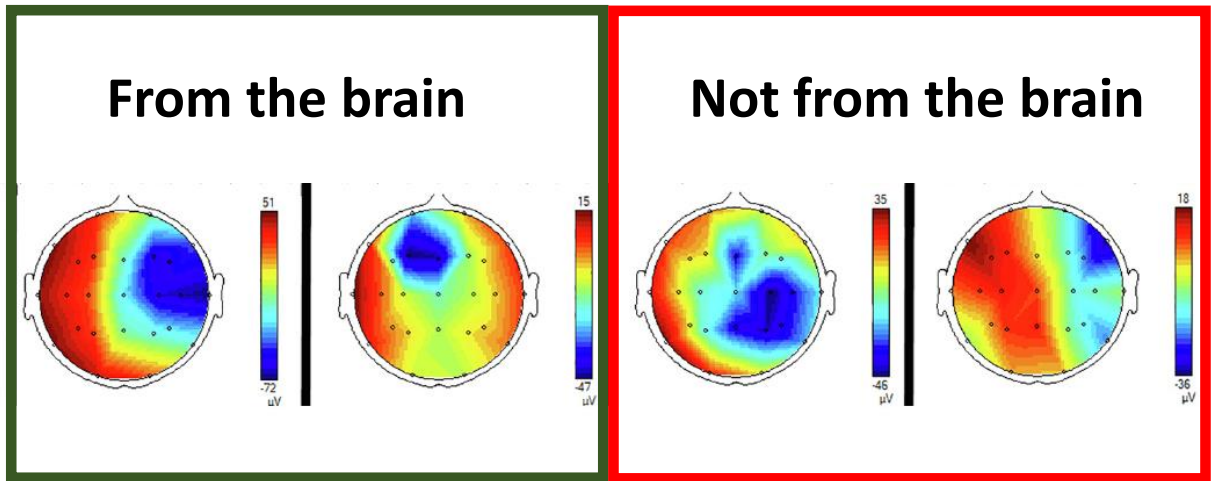 From the brain
Not from the brain
51
-72
µV
15
-47
µV
35
-46
µV
18
-36
µV